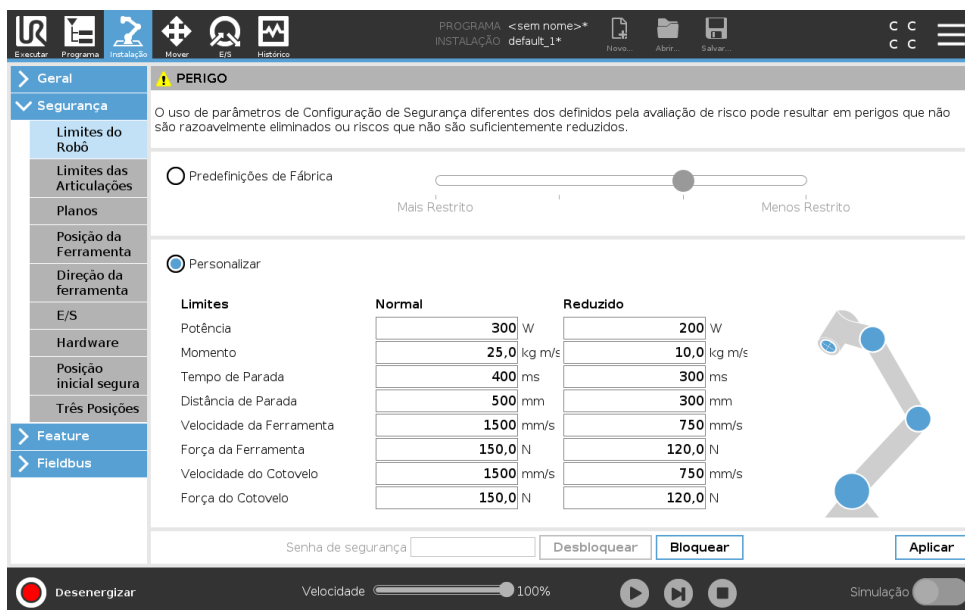 UR
PROGRAMA <sem nome>*
INSTALAÇÃO default_1*
C C
C C
Executar Programa Instalação Mover E/S Histórico Novo... Abrir... Salvar...
Geral
PERIGO
Segurança
O uso de parâmetros de Configuração de Segurança diferentes dos definidos pela avaliação de risco pode resultar em perigos que não
são razoavelmente eliminados ou riscos que não são suficientemente reduzidos.
Limites do
Robô
Limites das
Articulações
Planos
Posição da
Ferramenta
Direção da
ferramenta
E/S
Hardware
Posição
inicial segura
Três Posições
Feature
Fieldbus
Predefinições de Fábrica
Mais Restrito Menos Restrito
Personalizar
Limites Normal Reduzido
Potência 300 W 200 W
Momento 25,0 kg m/s 10,0 kg m/s
Tempo de Parada 400 ms 300 ms
Distância de Parada 500 mm 300 mm
Velocidade da Ferramenta 1500 mm/s 750 mm/s
Força da Ferramenta 150,0 N 120,0 N
Velocidade do Cotovelo 1500 mm/s 750 mm/s
Força do Cotovelo 150,0 N 120,0 N
Senha de segurança Desbloquear Bloquear Aplicar
Desenergizar Velocidade 100% Simulação